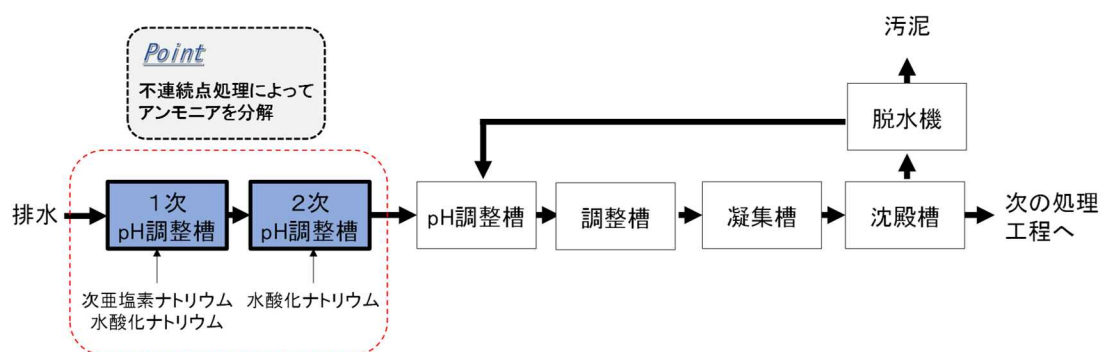 Point
不連続点処理によって
アンモニアを分解
汚泥
脱水機
排水
1次
pH調整槽
2次
pH調整槽
pH調整槽
調整槽
凝集槽
沈殿槽
次の処理
工程へ
次亜塩素ナトリウム
水酸化ナトリウム
水酸化ナトリウム